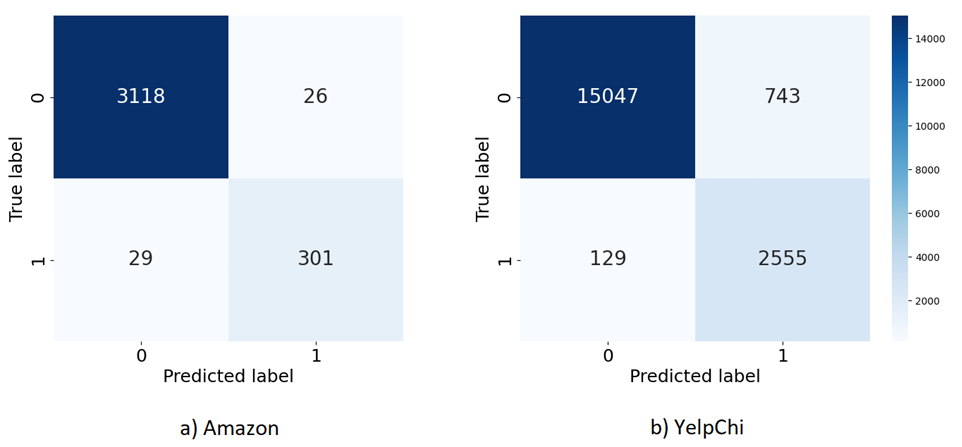 3118 26
29 301
0
1
True label
0 1
Predicted label
a) Amazon
15047 743
129 2555
0
1
True label
0 1
Predicted label
b) YelpChi
14000
12000
10000
8000
6000
4000
2000